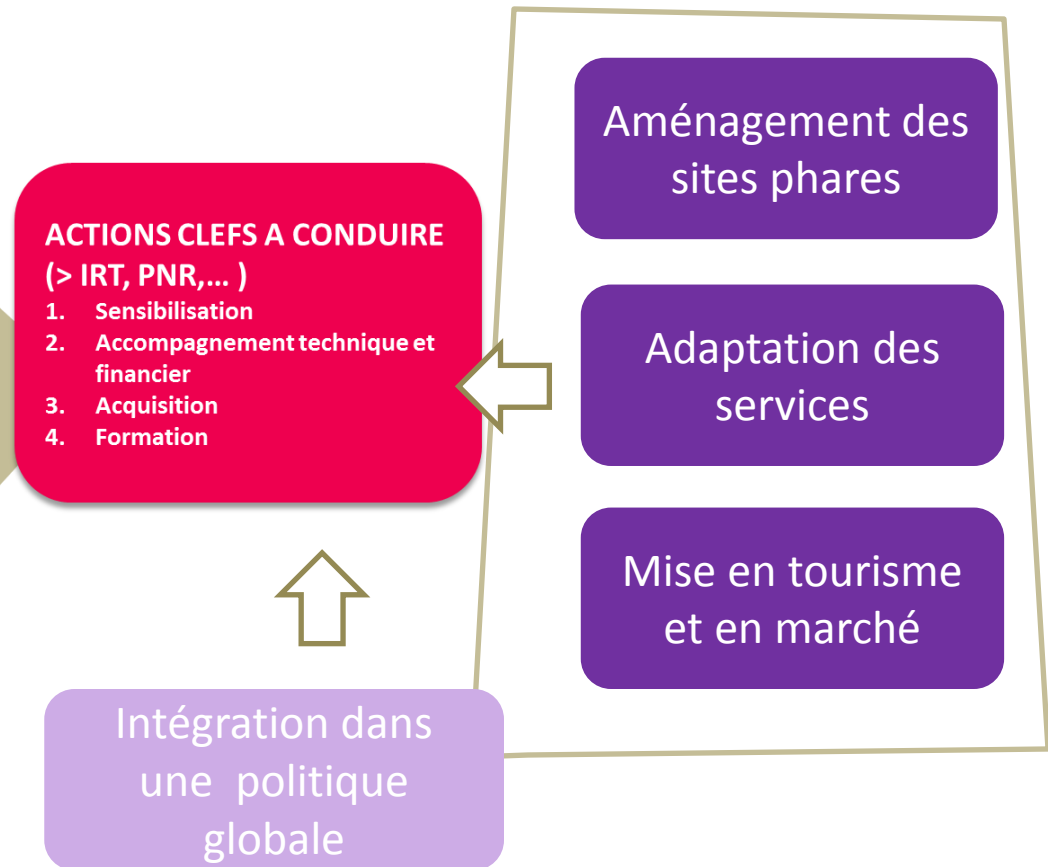 ACTIONS CLEFS A CONDUIRE
(> IRT, PNR,... )
1. Sensibilisation
2. Accompagnement technique et
financier
3. Acquisition
4. Formation
Aménagement des
sites phares
Adaptation des
services
Mise en tourisme
et en marché
Intégration dans
une politique
globale